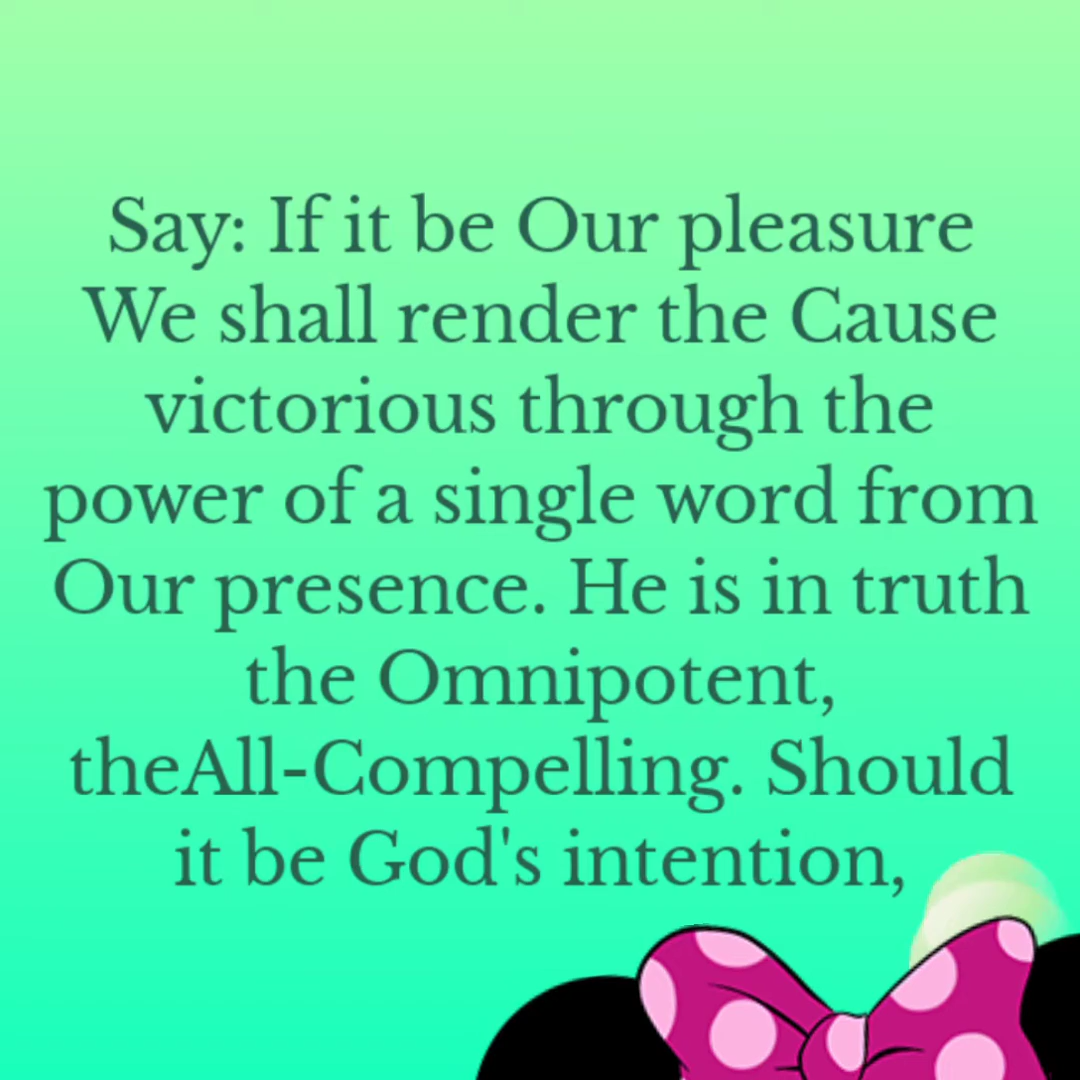 Say: If it be Our pleasure
We shall render the Cause
victorious through the
power of a single word from
Our presence. He is in truth
the Omnipotent,
theAll-Compelling. Should
it be God's intention,